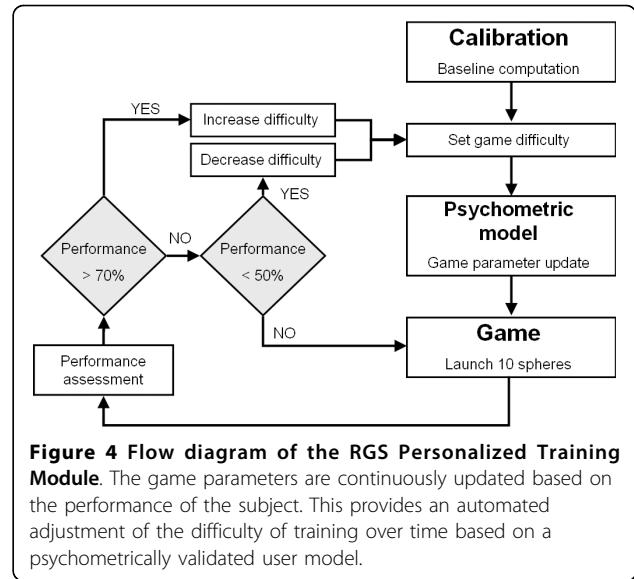 Calibration
Baseline computation
YES
Increase difficulty
Set game difficulty
Decrease difficulty
YES
Psychometric
model
Game parameter update
Performance
> 70%
NO
Performance
< 50%
NO
Game
Launch 10 spheres
Performance
assessment
Figure 4 Flow diagram of the RGS Personalized Training
Module. The game parameters are continuously updated based on
the performance of the subject. This provides an automated
adjustment of the difficulty of training over time based on a
psychometrically validated user model.